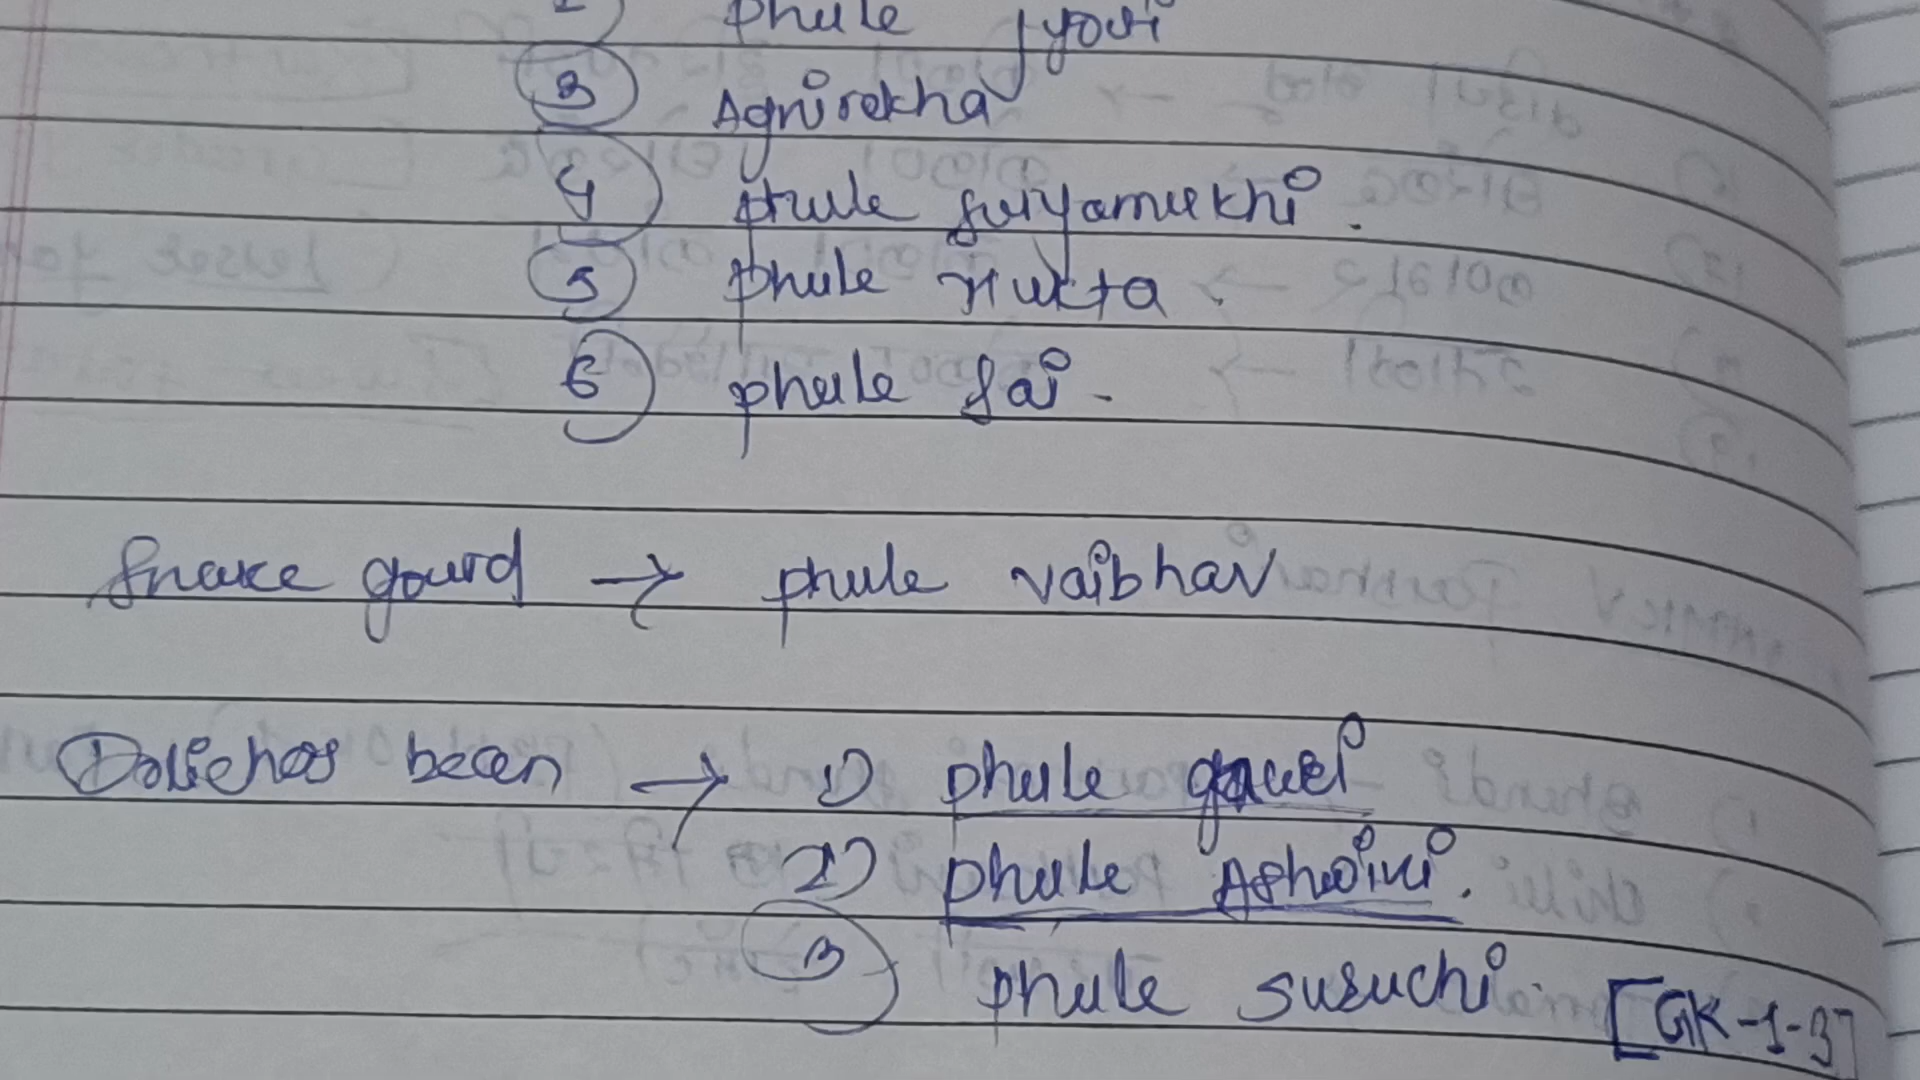 2) phule jyoti
3) Agnirekha
4) phule suryamukhi.
5) phule mukta.
6) phule sai.
Snake gourd → phule vaibhav
Dolichos bean → 1) phule gauri
2) phule Ashwini.
3) phule suruchi. [GK-1-3]